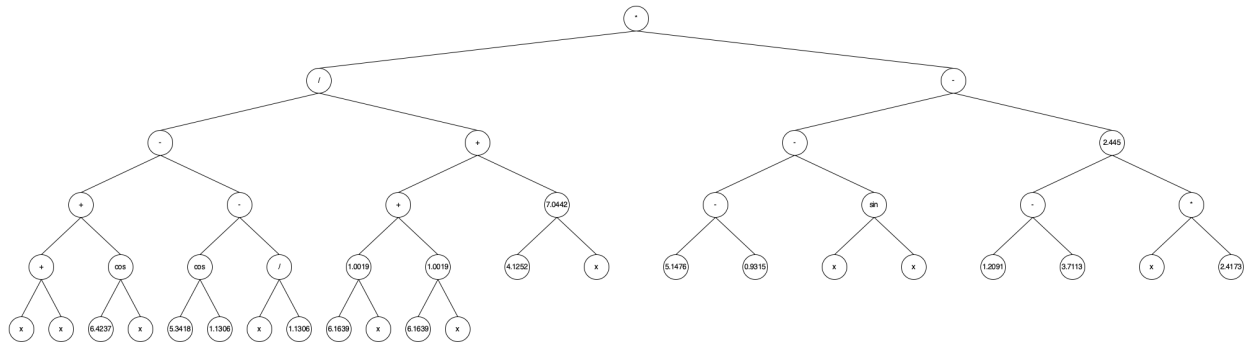 *
/ -
- + - 2.445
+ - + 7.0442 - sin - *
+ cos cos / 1.0019 1.0019 4.1252 x 5.1476 0.9315 x x 1.2091 3.7113 x 2.4173
x x 6.4237 x 5.3418 1.1306 x 1.1306 6.1639 x 6.1639 x